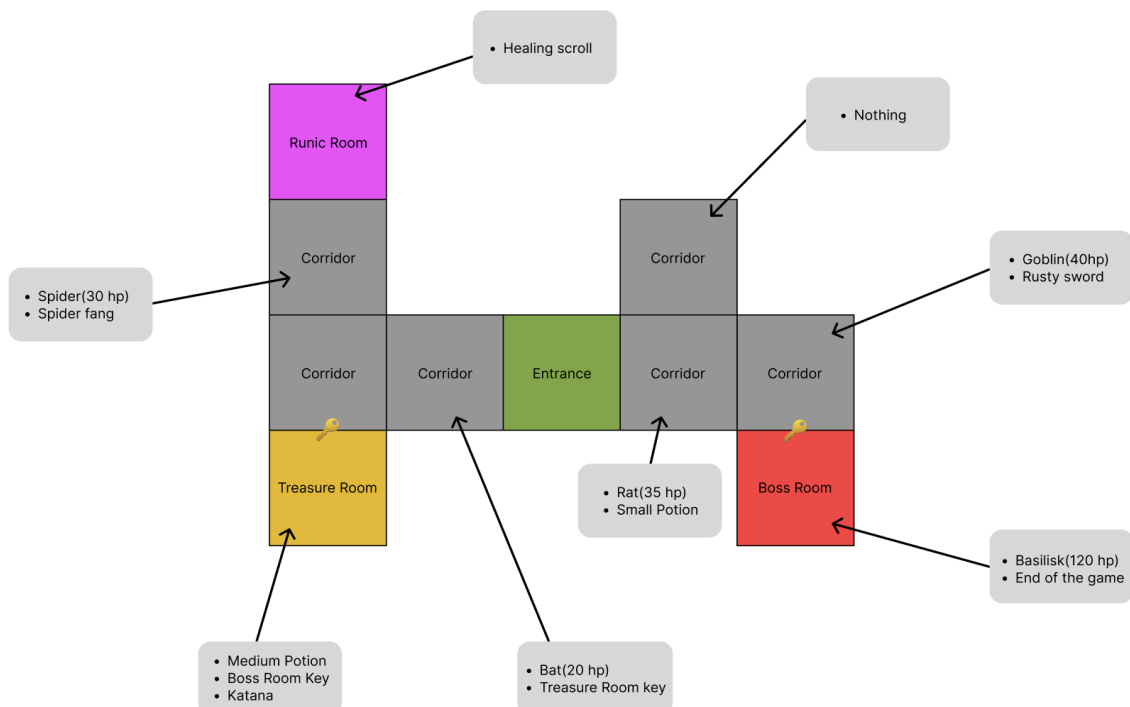 • Healing scroll
• Nothing
Runic Room
Corridor
Corridor
• Goblin(40hp)
• Rusty sword
• Spider(30 hp)
• Spider fang
Corridor
Corridor
Entrance
Corridor
Corridor
Treasure Room
Boss Room
• Rat(35 hp)
• Small Potion
• Basilisk(120 hp)
• End of the game
• Medium Potion
• Boss Room Key
• Katana
• Bat(20 hp)
• Treasure Room key